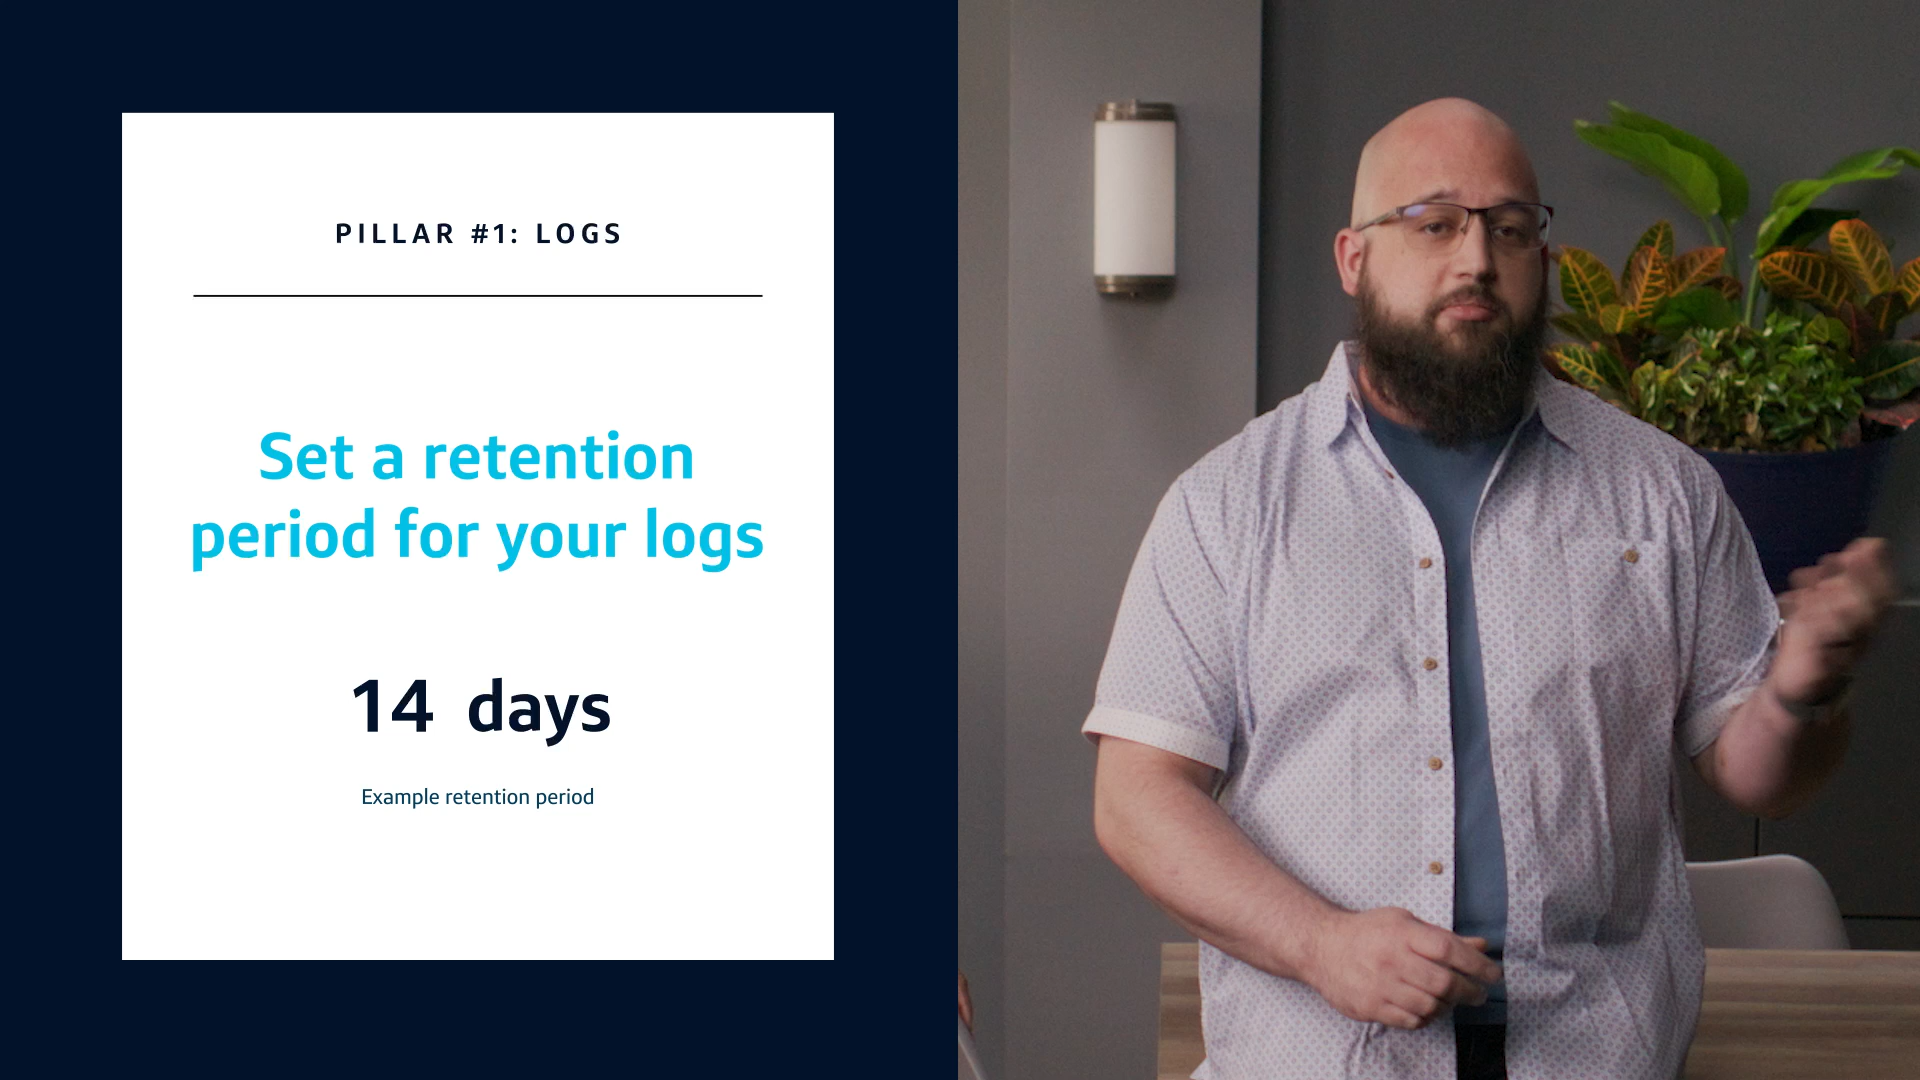 PILLAR #1: LOGS
Set a retention
period for your logs
14 days
Example retention period